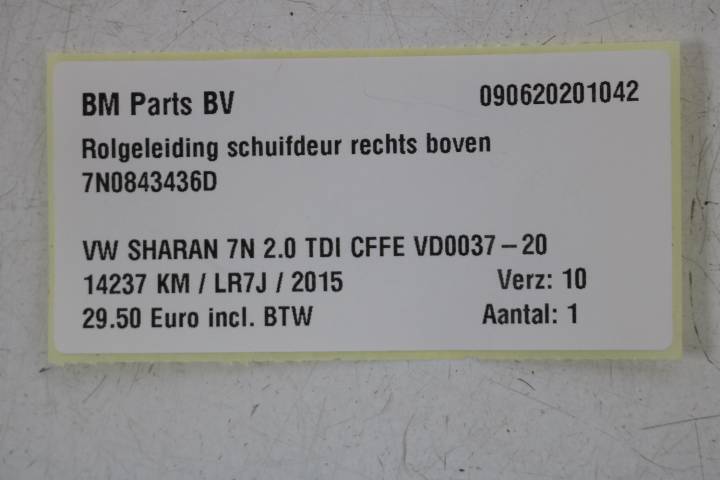 BM Parts BV 090620201042
Rolgeleiding schuifdeur rechts boven
7N0843436D
VW SHARAN 7N 2.0 TDI CFFE VD0037-20
14237 KM / LR7J / 2015 Verz: 10
29.50 Euro incl. BTW Aantal: 1